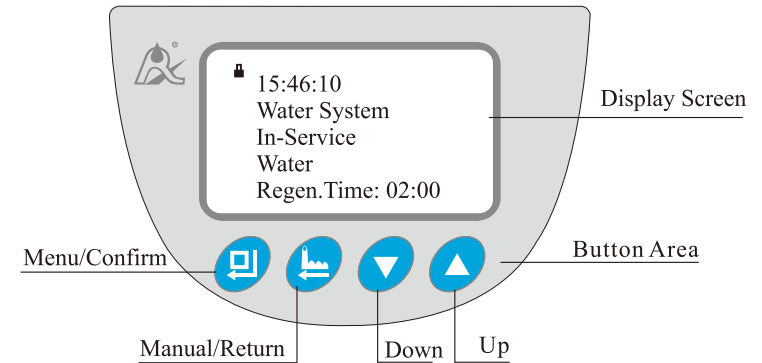 15:46:10
Water System
In-Service
Water
Regen.Time: 02:00
Display Screen
Menu/Confirm
Button Area
Manual/Return
Down
Up